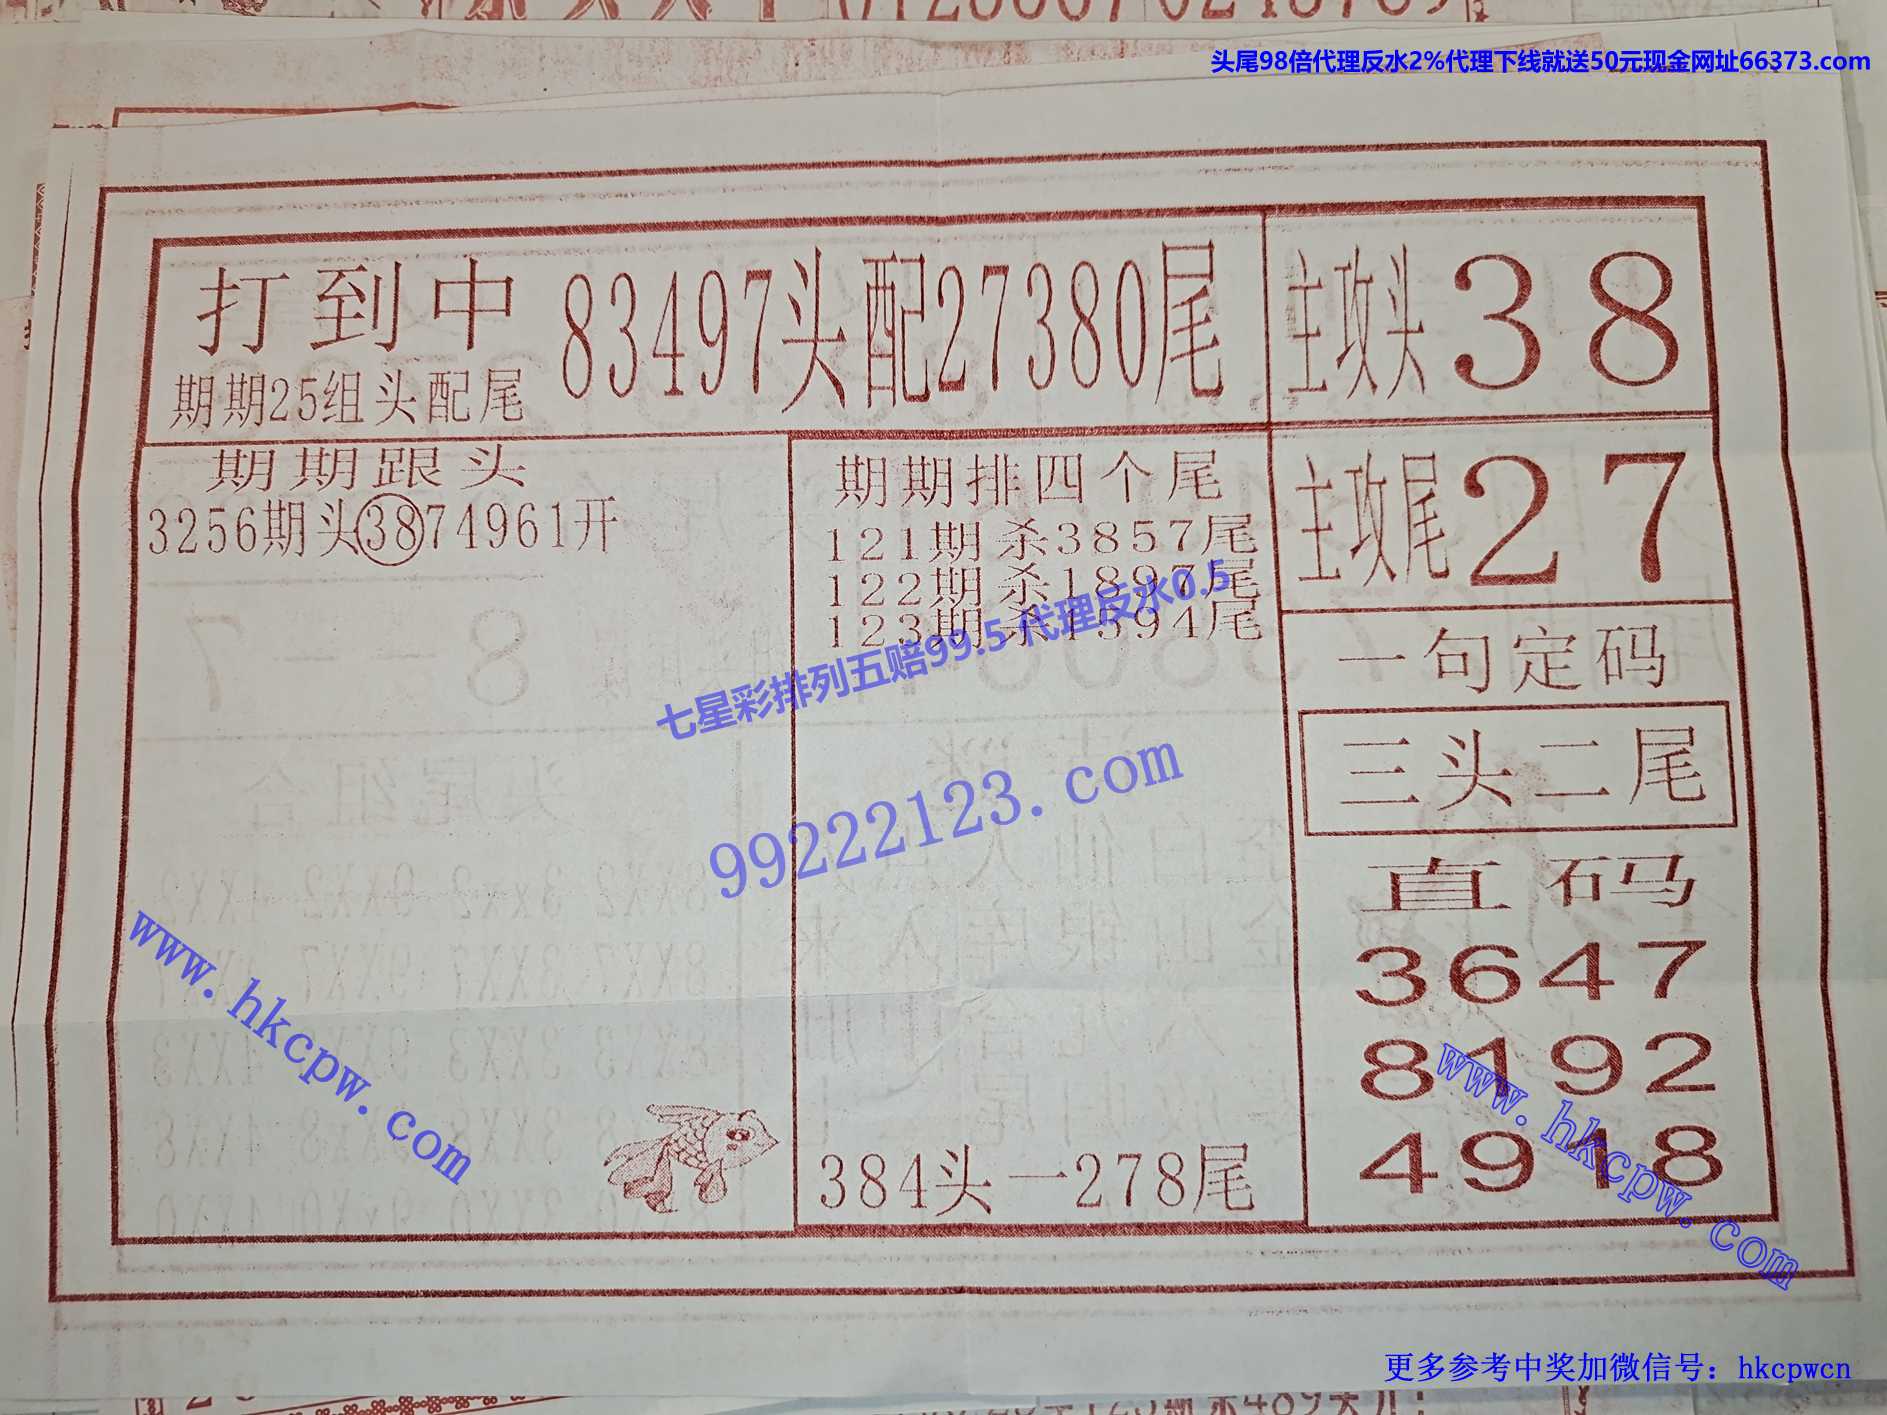 头尾98倍代理反水2%代理下线就送50元现金网址66373.com
打到中
期期25组头配尾
83497头配27380尾
主攻头38
期期跟头
3256期头3874961开
期期排四个尾
121期杀3857尾
122期杀1897尾
123期杀1594尾
384头一278尾
主攻尾27
一句定码
三头二尾
直码
3647
8192
4918
七星彩排列五赔99.5 代理反水0.5
99222123.com
www.hkcpw.com
www.hkcpw.com
更多参考中奖加微信号：hkcpwcn